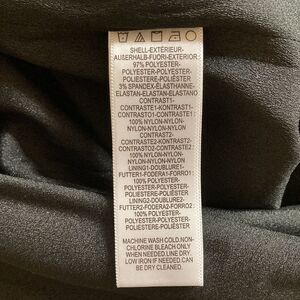 SHELL-EXTÉRIEUR-
AUßERHALB-FUORI-EXTERIOR:
97% POLYESTER-
POLYESTER-POLYESTER-
POLIESTERE-POLIÉSTER
3% SPANDEX-ÉLASTHANNE-
ELASTAN-ELASTAN-ELASTANO
CONTRAST1-
CONTRASTE1-KONTRAST1-
CONTRASTO1-CONTRASTE1:
100% NYLON-NYLON-
NYLON-NYLON-NYLON
CONTRAST2-
CONTRASTE2-KONTRAST2-
CONTRASTO2-CONTRASTE2:
100% NYLON-NYLON-
NYLON-NYLON-NYLON
LINING1-DOUBLURE1-
FUTTER1-FODERA1-FORRO1:
100% POLYESTER-
POLYESTER-POLYESTER-
POLIESTERE-POLIÉSTER
LINING2-DOUBLURE2-
FUTTER2-FODERA2-FORRO2:
100% POLYESTER-
POLYESTER-POLYESTER-
POLIESTERE-POLIÉSTER
MACHINE WASH COLD.NON-
CHLORINE BLEACH ONLY
WHEN NEEDED.LINE DRY.
LOW IRON IF NEEDED.CAN
BE DRY CLEANED.